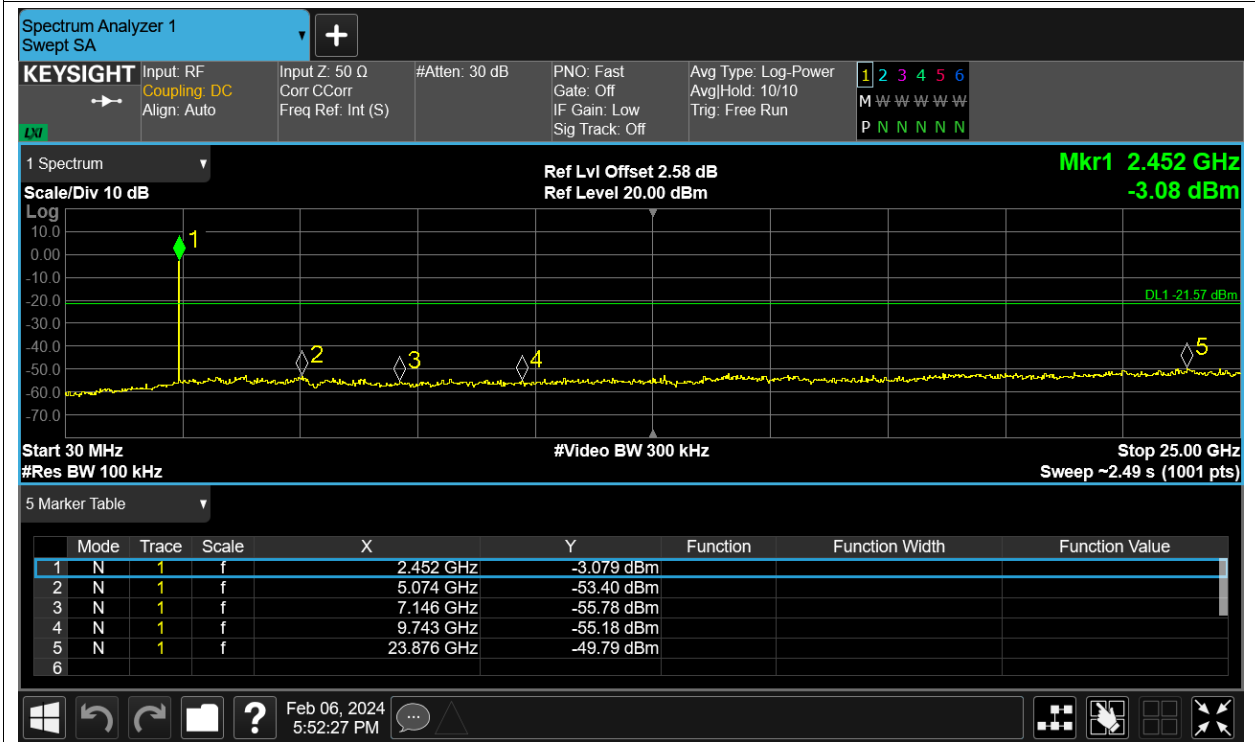 Spectrum Analyzer 1
Swept SA
+
KEYSIGHT
LXI
Input: RF
Coupling: DC
Align: Auto
Input Z: 50 Ω
Corr CCorr
Freq Ref: Int (S)
#Atten: 30 dB
PNO: Fast
Gate: Off
IF Gain: Low
Sig Track: Off
Avg Type: Log-Power
Avg|Hold: 10/10
Trig: Free Run
1 2 3 4 5 6
M W W W W W
P N N N N N
1 Spectrum
Scale/Div 10 dB
Ref Lvl Offset 2.58 dB
Ref Level 20.00 dBm
Mkr1 2.452 GHz
-3.08 dBm
Log
10.0
0.00
-10.0
-20.0
-30.0
-40.0
-50.0
-60.0
-70.0
1
2
3
4
5
DL1 -21.57 dBm
Start 30 MHz
#Res BW 100 kHz
#Video BW 300 kHz
Stop 25.00 GHz
Sweep ~2.49 s (1001 pts)
5 Marker Table
Mode Trace Scale X Y Function Function Width Function Value
1 N 1 f 2.452 GHz -3.079 dBm
2 N 1 f 5.074 GHz -53.40 dBm
3 N 1 f 7.146 GHz -55.78 dBm
4 N 1 f 9.743 GHz -55.18 dBm
5 N 1 f 23.876 GHz -49.79 dBm
6
?
Feb 06, 2024
5:52:27 PM